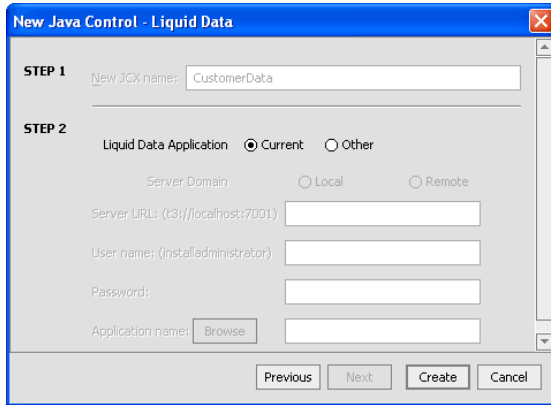 New Java Control - Liquid Data
STEP 1
New JCX name: CustomerData
STEP 2
Liquid Data Application Current Other
Server Domain Local Remote
Server URL: (t3://localhost:7001)
User name: (installadministrator)
Password:
Application name: Browse
Previous Next Create Cancel